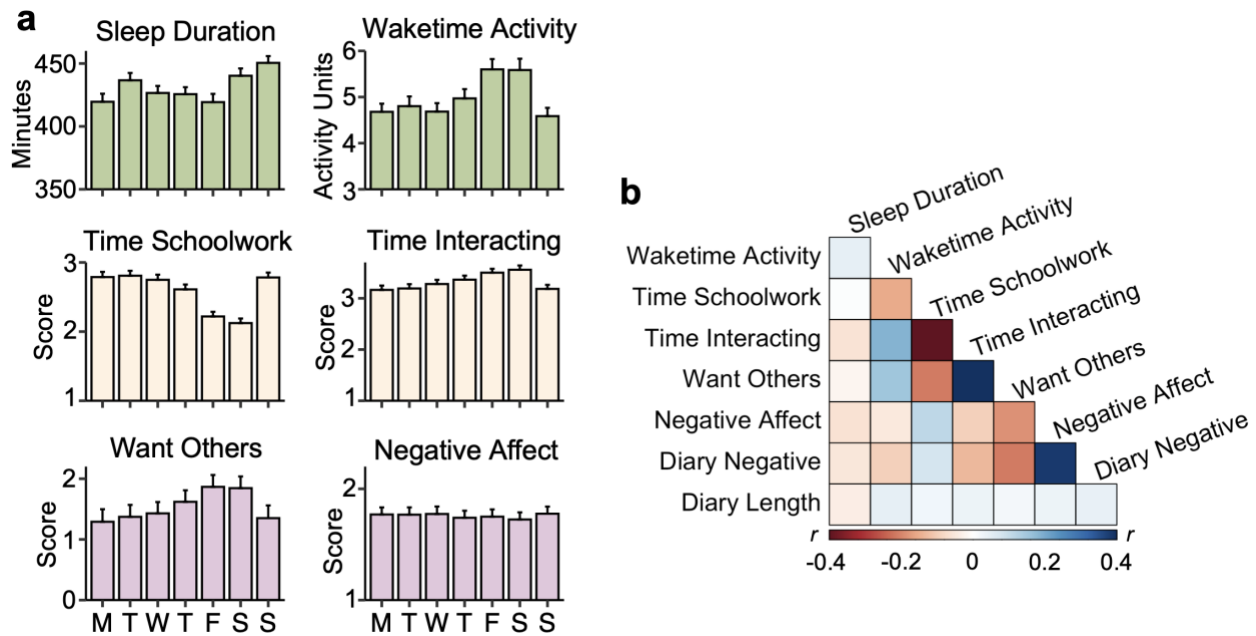 a
Sleep Duration
Minutes
450
400
350
Waketime Activity
Activity Units
6
5
4
3
Time Schoolwork
Score
3
2
1
Time Interacting
Score
3
2
1
Want Others
Score
2
1
0
M T W T F S S
Negative Affect
Score
2
1
M T W T F S S
b
Sleep Duration
Waketime Activity
Time Schoolwork
Time Interacting
Want Others
Negative Affect
Diary Negative
Waketime Activity
Time Schoolwork
Time Interacting
Want Others
Negative Affect
Diary Negative
Diary Length
r r
-0.4 -0.2 0 0.2 0.4